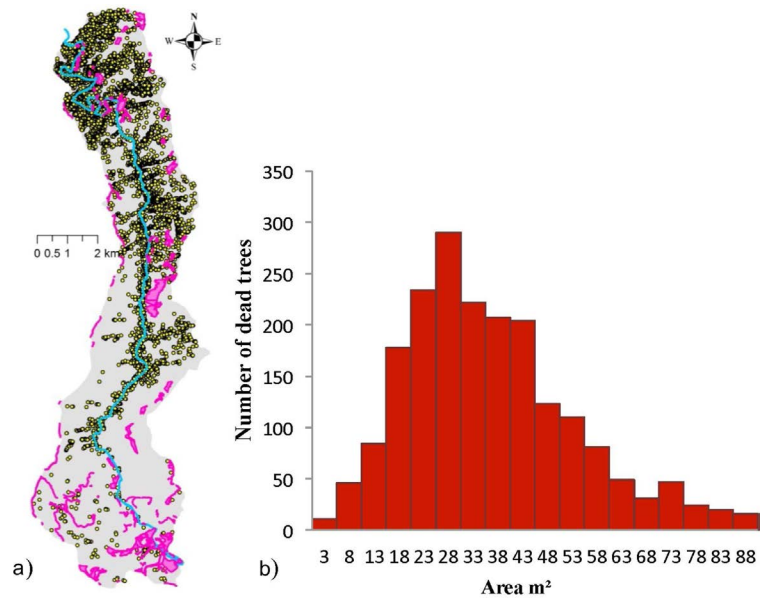 N
W E
S
0 0.5 1 2 km
a)
350
300
250
200
150
100
50
0
Number of dead trees
3 8 13 18 23 28 33 38 43 48 53 58 63 68 73 78 83 88
b)
Area m²